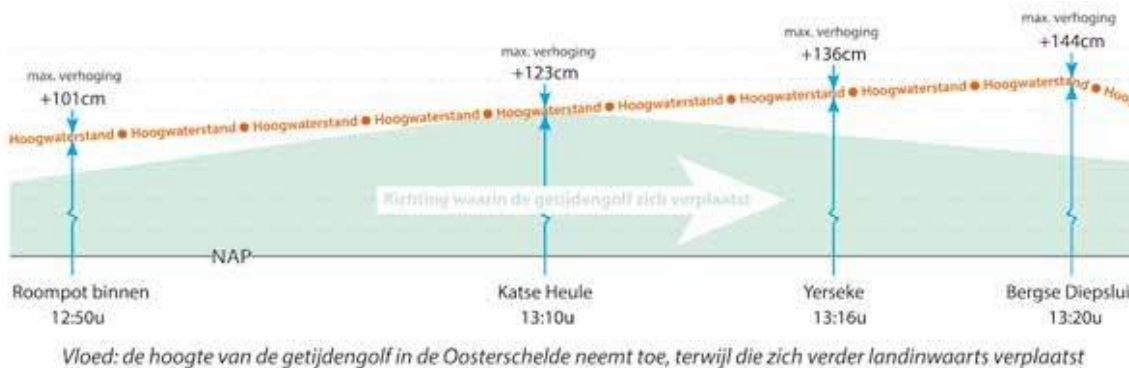 max. verhoging
+101cm
max. verhoging
+123cm
max. verhoging
+136cm
max. verhoging
+144cm
Hoogwaterstand ● Hoogwaterstand ● Hoogwaterstand ● Hoogwaterstand ● Hoogwaterstand ● Hoogwaterstand ● Hoogwaterstand ● Hoogwaterstand ● Hoogwaterstand ● Hoog
Richting waarin de getijdengolf zich verplaatst
NAP
Roompot binnen
12:50u
Katse Heule
13:10u
Yerseke
13:16u
Bergse Diepslui
13:20u
Vloed: de hoogte van de getijdengolf in de Oosterschelde neemt toe, terwijl die zich verder landinwaarts verplaatst